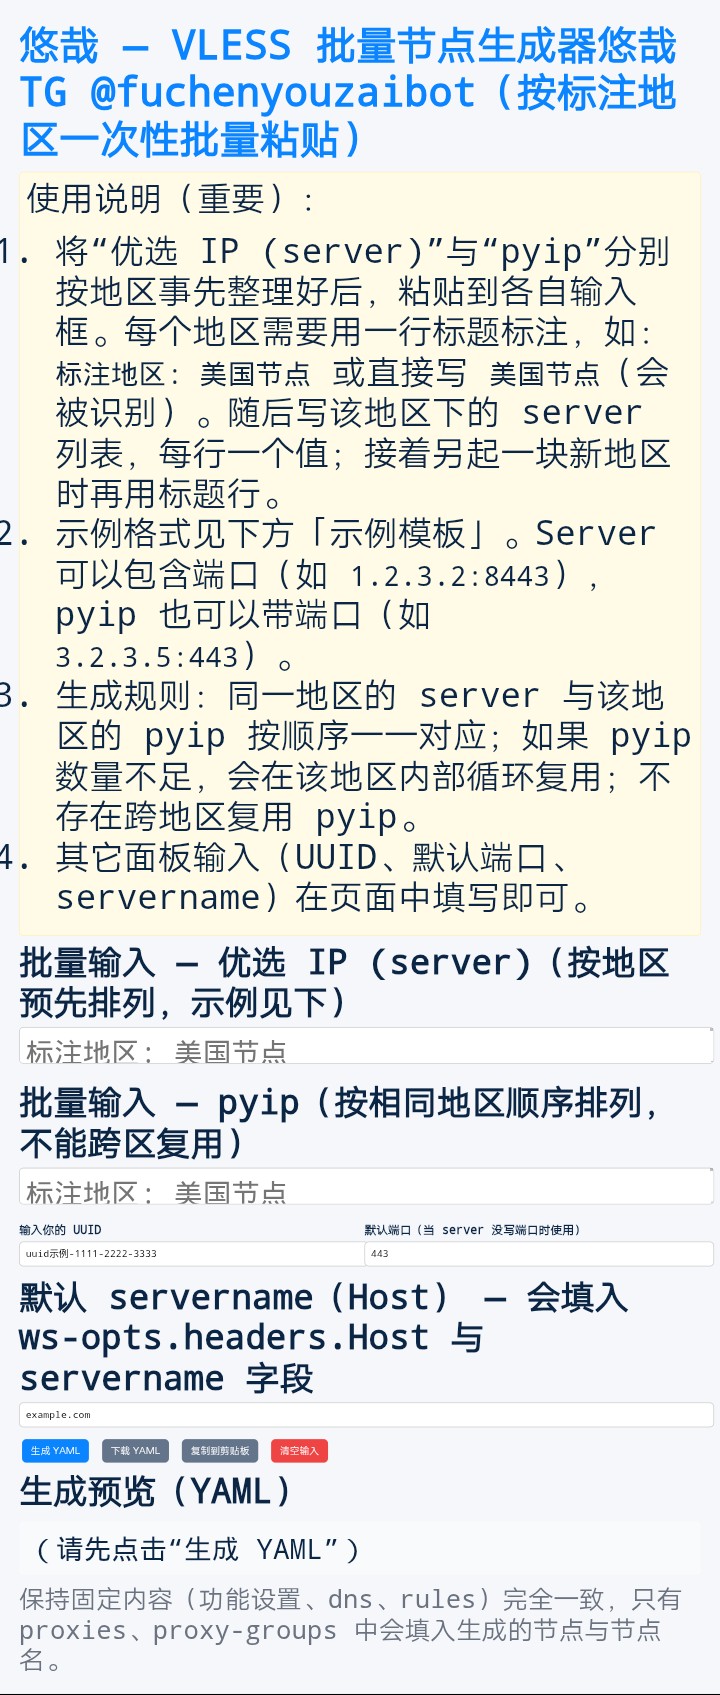 悠哉 — VLESS 批量节点生成器悠哉
TG @fuchenyouzaibot（按标注地
区一次性批量粘贴）
使用说明（重要）：
1. 将“优选 IP (server)”与“pyip”分别
按地区事先整理好后，粘贴到各自输入
框。每个地区需要用一行标题标注，如：
标注地区: 美国节点 或直接写 美国节点（会
被识别）。随后写该地区下的 server
列表，每行一个值；接着另起一块新地区
时再用标题行。
2. 示例格式见下方「示例模板」。Server
可以包含端口（如 1.2.3.2:8443），
pyip 也可以带端口（如
3.2.3.5:443）。
3. 生成规则：同一地区的 server 与该地
区的 pyip 按顺序一一对应；如果 pyip
数量不足，会在该地区内部循环复用；不
存在跨地区复用 pyip。
4. 其它面板输入（UUID、默认端口、
servername）在页面中填写即可。
批量输入 — 优选 IP (server)（按地区
预先排列，示例见下）
标注地区: 美国节点
批量输入 — pyip（按相同地区顺序排列，
不能跨区复用）
标注地区: 美国节点
输入你的 UUID 默认端口（当 server 没写端口时使用）
uuid示例-1111-2222-3333 443
默认 servername（Host） — 会填入
ws-opts.headers.Host 与
servername 字段
example.com
生成 YAML 下载 YAML 复制到剪贴板 清空输入
生成预览（YAML）
（请先点击“生成 YAML”）
保持固定内容（功能设置、dns、rules）完全一致，只有
proxies、proxy-groups 中会填入生成的节点与节点
名。